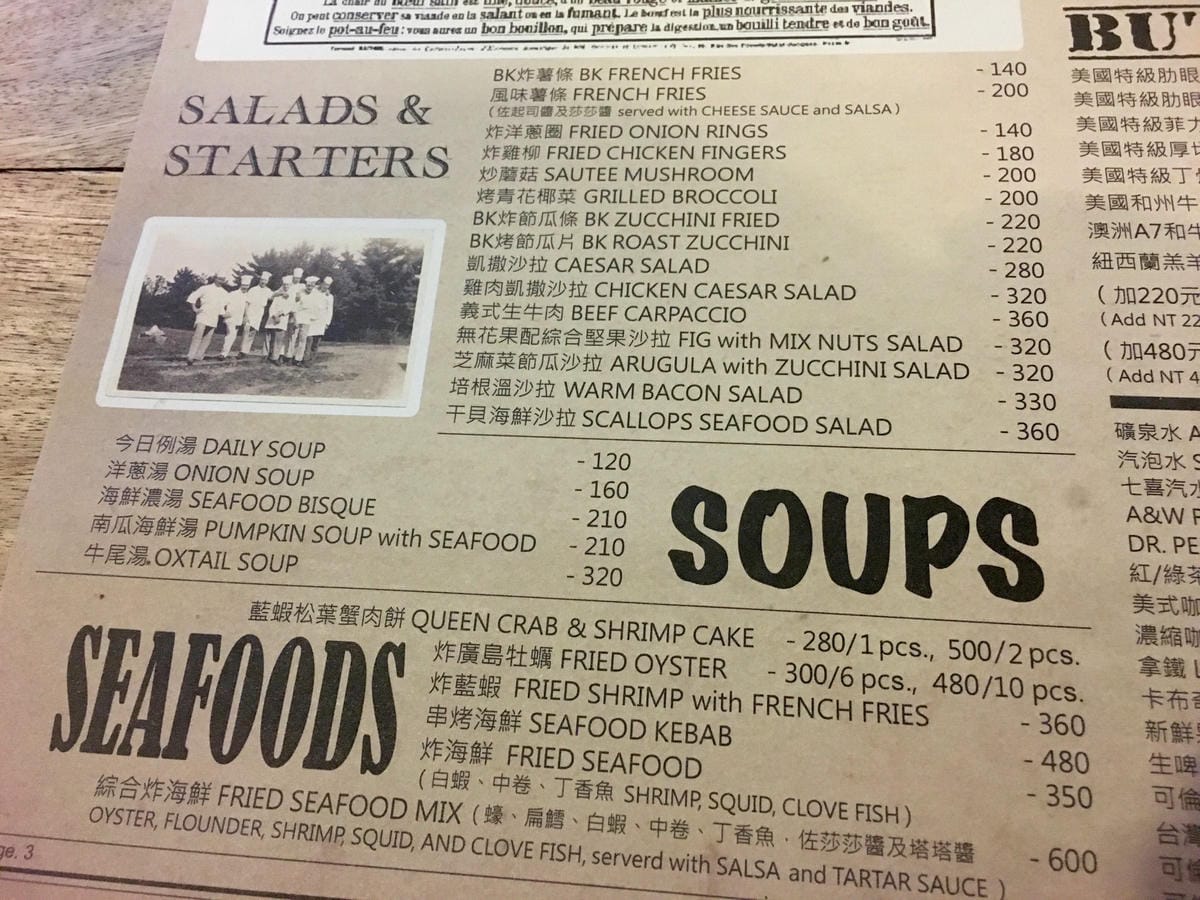 On peut conserver sa viande en la salant ou en la fumant. Le bœuf est la plus nourrissante des viandes.
Soignez le pot-au-feu: vous aurez un bon bouillon, qui prépare la digestion, un bouilli tendre et de bon goût.
SALADS &
STARTERS
BK炸薯條 BK FRENCH FRIES - 140
風味薯條 FRENCH FRIES - 200
(佐起司醬及莎莎醬 served with CHEESE SAUCE and SALSA)
炸洋蔥圈 FRIED ONION RINGS - 140
炸雞柳 FRIED CHICKEN FINGERS - 180
炒蘑菇 SAUTEE MUSHROOM - 200
烤青花椰菜 GRILLED BROCCOLI - 200
BK炸節瓜條 BK ZUCCHINI FRIED - 220
BK烤節瓜片 BK ROAST ZUCCHINI - 220
凱撒沙拉 CAESAR SALAD - 280
雞肉凱撒沙拉 CHICKEN CAESAR SALAD - 320
義式生牛肉 BEEF CARPACCIO - 360
無花果配綜合堅果沙拉 FIG with MIX NUTS SALAD - 320
芝麻菜節瓜沙拉 ARUGULA with ZUCCHINI SALAD - 320
培根溫沙拉 WARM BACON SALAD - 330
干貝海鮮沙拉 SCALLOPS SEAFOOD SALAD - 360
今日例湯 DAILY SOUP - 120
洋蔥湯 ONION SOUP - 160
海鮮濃湯 SEAFOOD BISQUE - 210
南瓜海鮮湯 PUMPKIN SOUP with SEAFOOD - 210
牛尾湯 OXTAIL SOUP - 320
SOUPS
SEAFOODS
藍蝦松葉蟹肉餅 QUEEN CRAB & SHRIMP CAKE - 280/1 pcs., 500/2 pcs.
炸廣島牡蠣 FRIED OYSTER - 300/6 pcs., 480/10 pcs.
炸藍蝦 FRIED SHRIMP with FRENCH FRIES - 360
串烤海鮮 SEAFOOD KEBAB - 480
炸海鮮 FRIED SEAFOOD - 350
(白蝦、中卷、丁香魚 SHRIMP, SQUID, CLOVE FISH)
綜合炸海鮮 FRIED SEAFOOD MIX (蠔、扁鱈、白蝦、中卷、丁香魚．佐莎莎醬及塔塔醬 - 600
OYSTER, FLOUNDER, SHRIMP, SQUID, AND CLOVE FISH, serverd with SALSA and TARTAR SAUCE )
ge. 3
BUT
美國特級肋眼
美國特級肋眼
美國特級菲力
美國特級厚切
美國特級丁骨
美國和州牛
澳洲A7和牛
紐西蘭羔羊
(加220元
(Add NT 22
(加480元
(Add NT 4
礦泉水 A
汽泡水 S
七喜汽水
A&W
DR. PE
紅/綠茶
美式咖
濃縮咖
拿鐵
卡布奇
新鮮
生啤
可倫
台灣
可倫